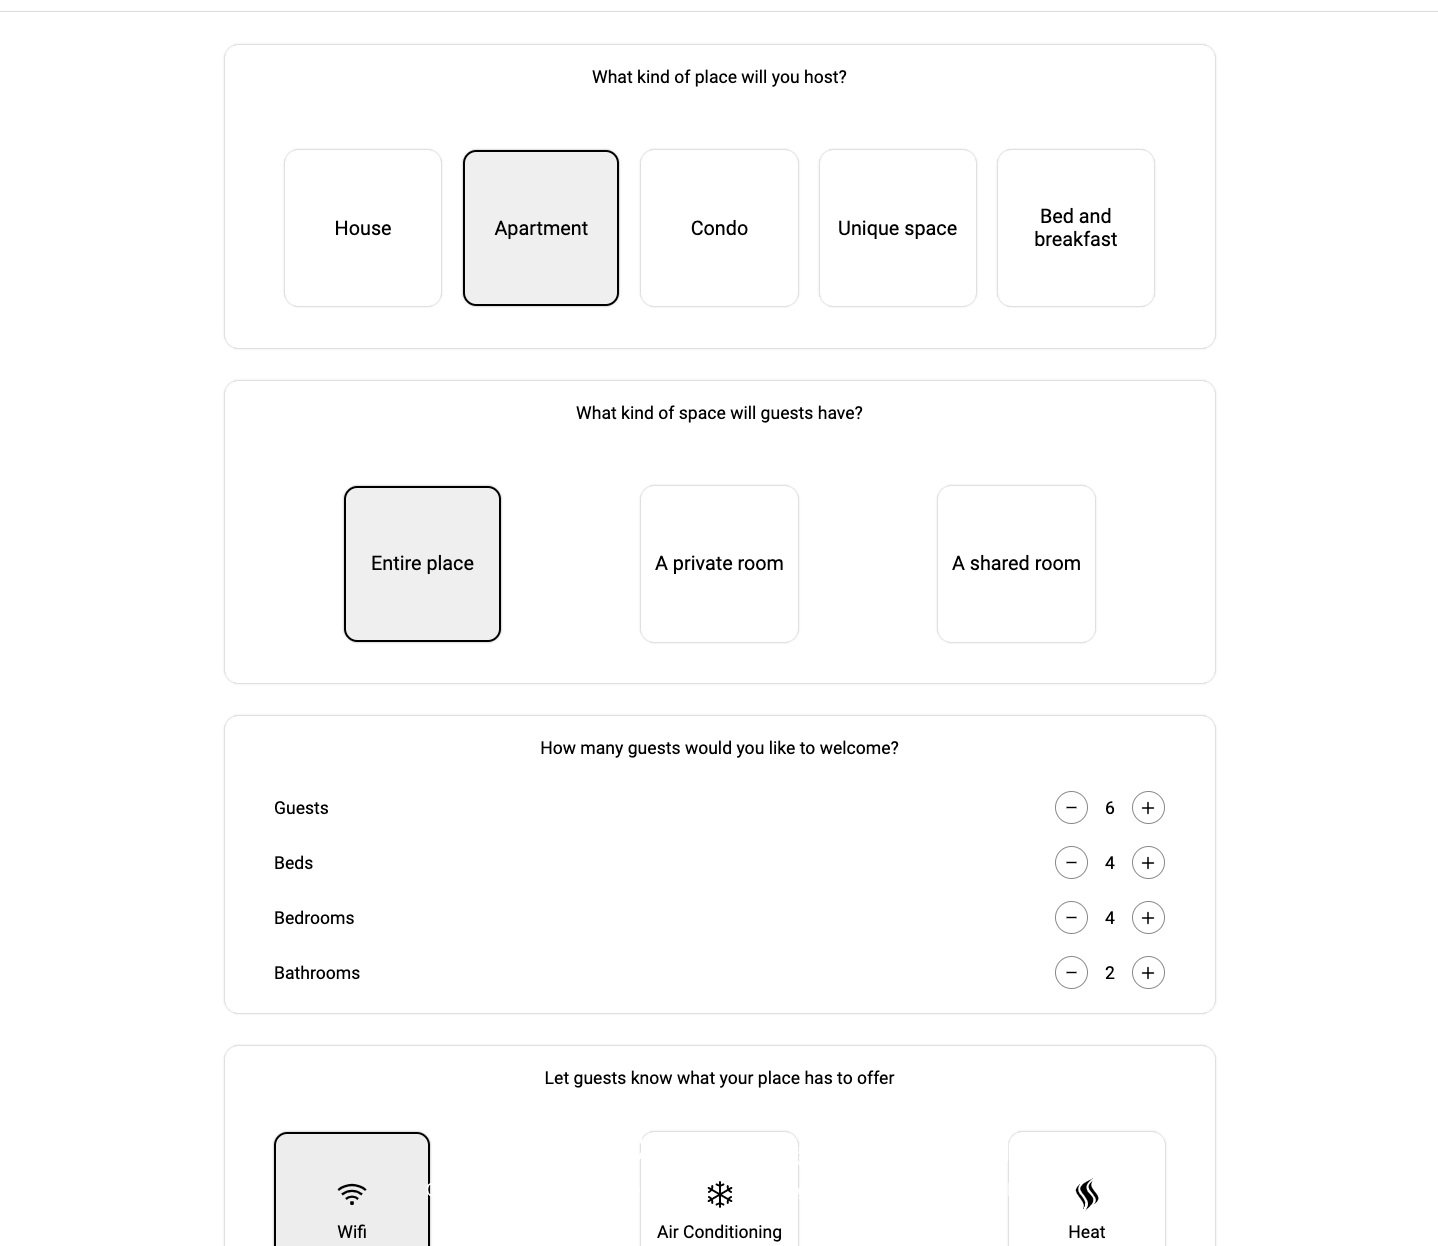 What kind of place will you host?
House
Apartment
Condo
Unique space
Bed and
breakfast
What kind of space will guests have?
Entire place
A private room
A shared room
How many guests would you like to welcome?
Guests
6
Beds
4
Bedrooms
4
Bathrooms
2
Let guests know what your place has to offer
Wifi
Air Conditioning
Heat